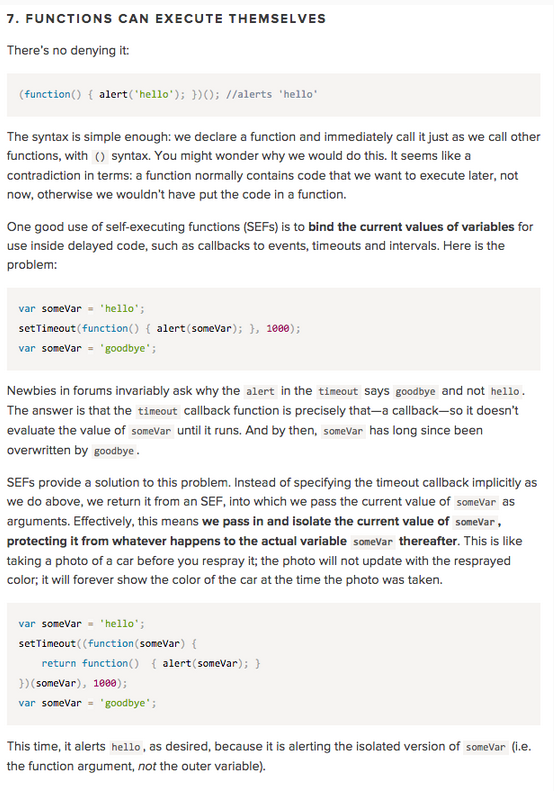 7. FUNCTIONS CAN EXECUTE THEMSELVES
There's no denying it:
(function() { alert('hello'); })(); //alerts 'hello'
The syntax is simple enough: we declare a function and immediately call it just as we call other
functions, with () syntax. You might wonder why we would do this. It seems like a
contradiction in terms: a function normally contains code that we want to execute later, not
now, otherwise we wouldn't have put the code in a function.
One good use of self-executing functions (SEFs) is to bind the current values of variables for
use inside delayed code, such as callbacks to events, timeouts and intervals. Here is the
problem:
var someVar = 'hello';
setTimeout(function() { alert(someVar); }, 1000);
var someVar = 'goodbye';
Newbies in forums invariably ask why the alert in the timeout says goodbye and not hello.
The answer is that the timeout callback function is precisely that—a callback—so it doesn't
evaluate the value of someVar until it runs. And by then, someVar has long since been
overwritten by goodbye.
SEFs provide a solution to this problem. Instead of specifying the timeout callback implicitly as
we do above, we return it from an SEF, into which we pass the current value of someVar as
arguments. Effectively, this means we pass in and isolate the current value of someVar,
protecting it from whatever happens to the actual variable someVar thereafter. This is like
taking a photo of a car before you respray it; the photo will not update with the resprayed
color; it will forever show the color of the car at the time the photo was taken.
var someVar = 'hello';
setTimeout((function(someVar) {
    return function()  { alert(someVar); }
})(someVar), 1000);
var someVar = 'goodbye';
This time, it alerts hello, as desired, because it is alerting the isolated version of someVar (i.e.
the function argument, not the outer variable).